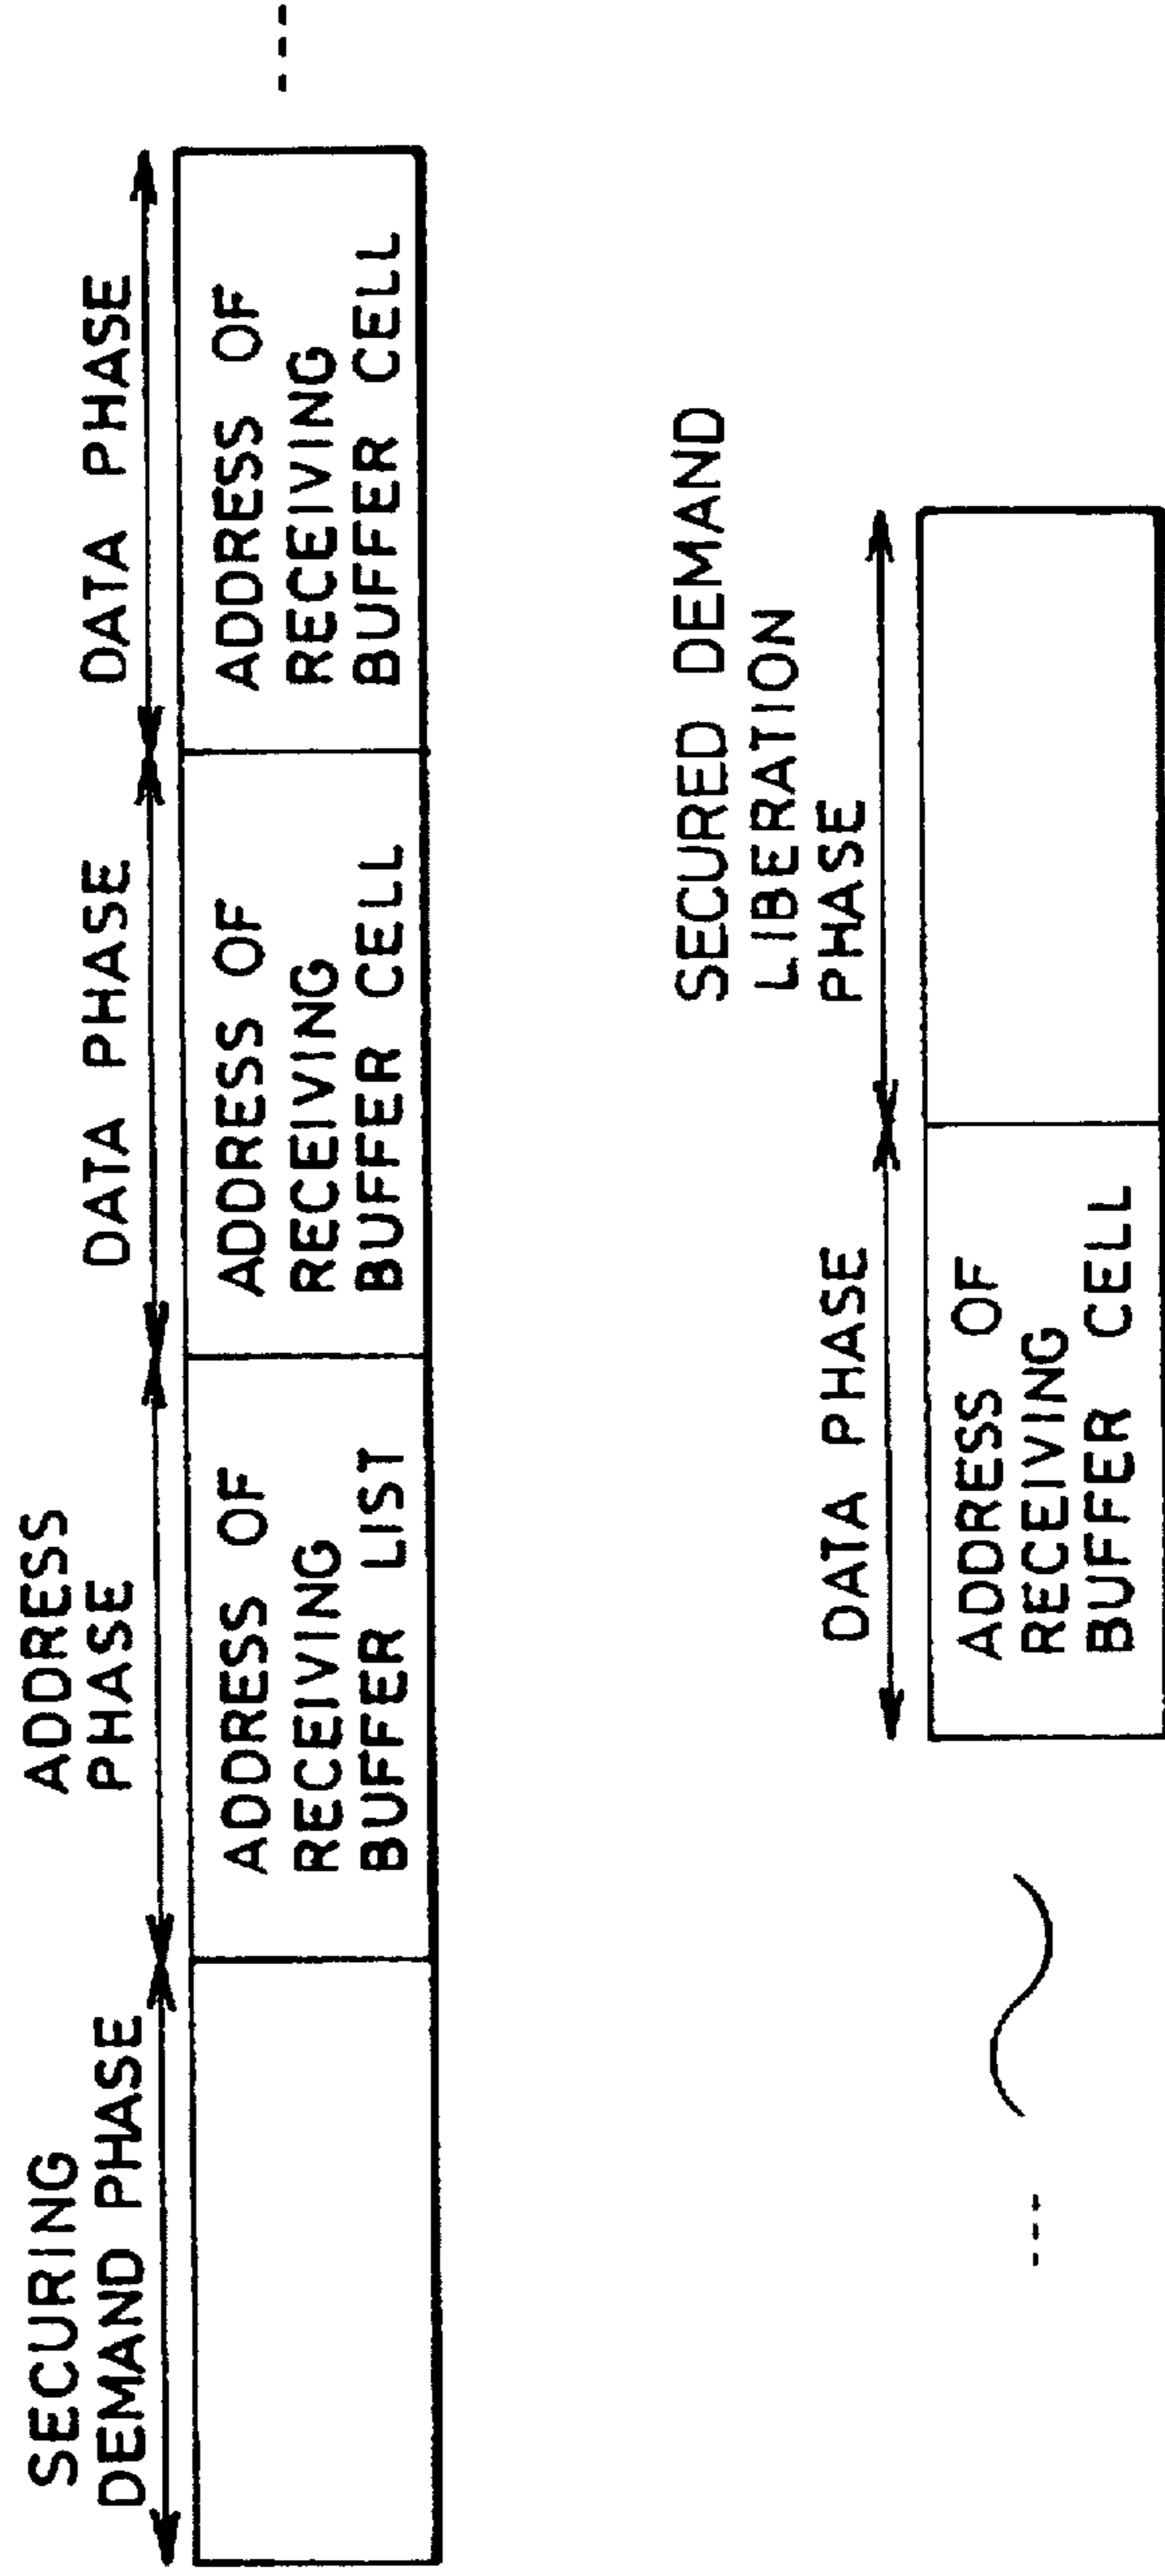 SECURING
DEMAND PHASE
ADDRESS
PHASE
DATA PHASE
DATA PHASE
ADDRESS OF
RECEIVING
BUFFER LIST
ADDRESS OF
RECEIVING
BUFFER CELL
ADDRESS OF
RECEIVING
BUFFER CELL
DATA PHASE
SECURED DEMAND
LIBERATION
PHASE
ADDRESS OF
RECEIVING
BUFFER CELL